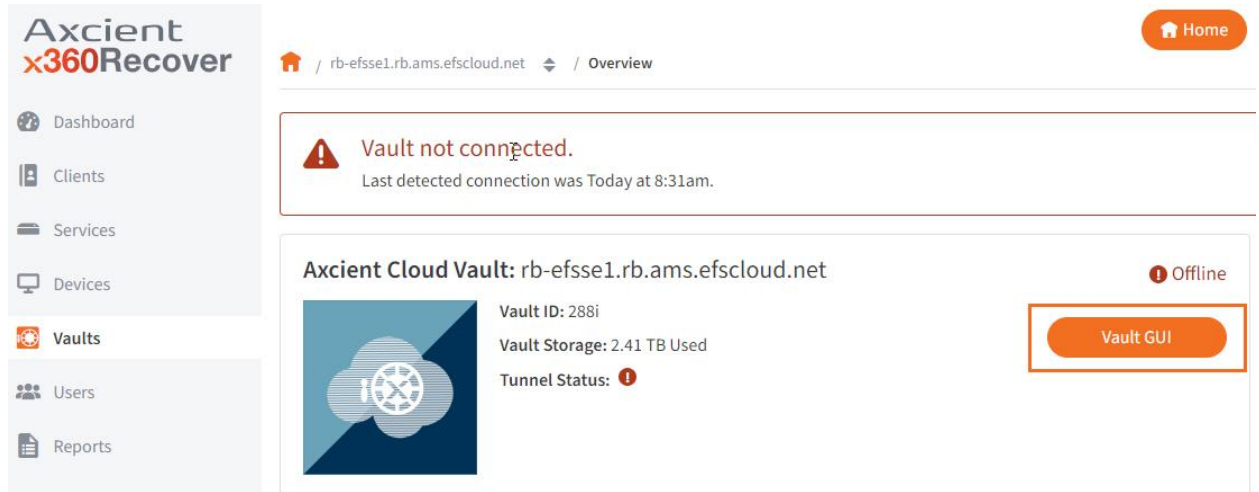 Axcient
x360Recover
Home
/ rb-efsse1.rb.ams.efscloud.net / Overview
Dashboard
Clients
Services
Devices
Vaults
Users
Reports
Vault not connected.
Last detected connection was Today at 8:31am.
Axcient Cloud Vault: rb-efsse1.rb.ams.efscloud.net
Offline
Vault ID: 288i
Vault Storage: 2.41 TB Used
Tunnel Status:
Vault GUI